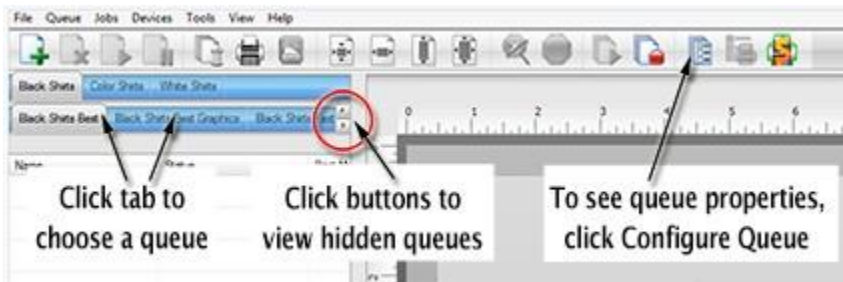 File Queue Jobs Devices Tools View Help
Black Shirts Color Shirts White Shirts
Black Shirts Best Black Shirts Best Graphics Black Shirts
0 1 2 3 4 5 6
Name Status
Click tab to
choose a queue
Click buttons to
view hidden queues
To see queue properties,
click Configure Queue